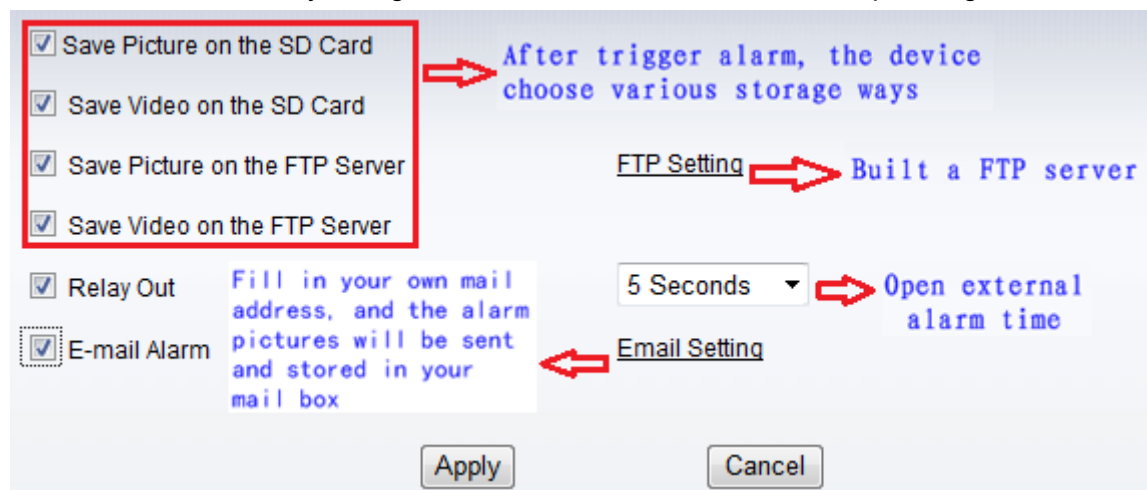 Save Picture on the SD Card
After trigger alarm, the device
choose various storage ways
Save Video on the SD Card
Save Picture on the FTP Server
FTP Setting
Built a FTP server
Save Video on the FTP Server
Relay Out
Fill in your own mail
address, and the alarm
pictures will be sent
and stored in your
mail box
5 Seconds
Open external
alarm time
E-mail Alarm
Email Setting
Apply
Cancel